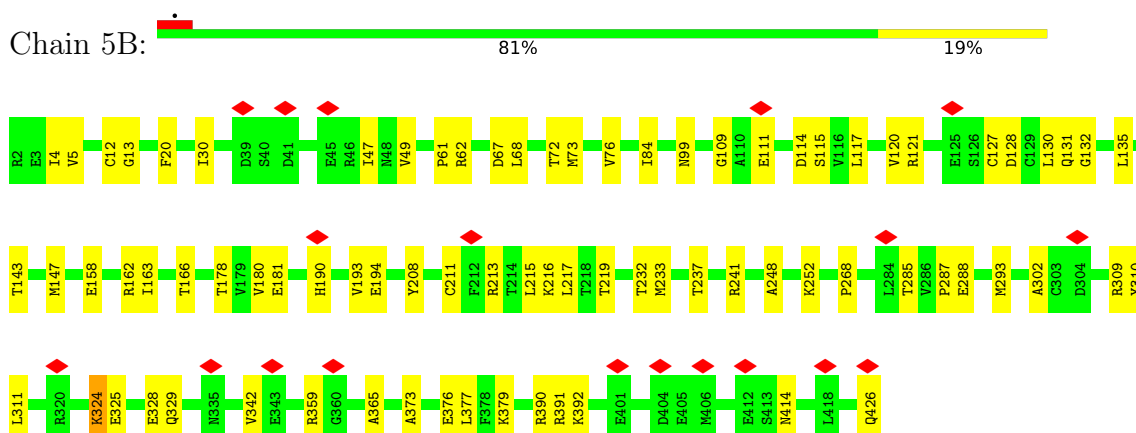 Chain 5B:
81% 19%
R2 E3 I4 V5 G12 G13 F20 I30 D39 S40 D41 E45 R46 I47 N48 V49 P61 R62 D67 L68 T72 M73 V76 I84 N99 G109 A110 E111 D114 S115 V116 L117 V120 R121 E125 S126 C127 D128 C129 L130 Q131 G132 L135
T143 M147 E158 R162 I163 T166 T178 V179 V180 E181 H190 V193 E194 Y208 C211 F212 R213 T214 L215 K216 L217 T218 T219 T232 M233 T237 R241 A248 K252 P268 L284 T285 V286 P287 E288 M293 A302 C303 D304 R309 Y310
L311 R320 K324 E325 E328 Q329 N335 V342 E343 R359 G360 A365 A373 E376 L377 F378 K379 R390 R391 K392 E401 D404 E405 M406 E412 S413 N414 L418 Q426